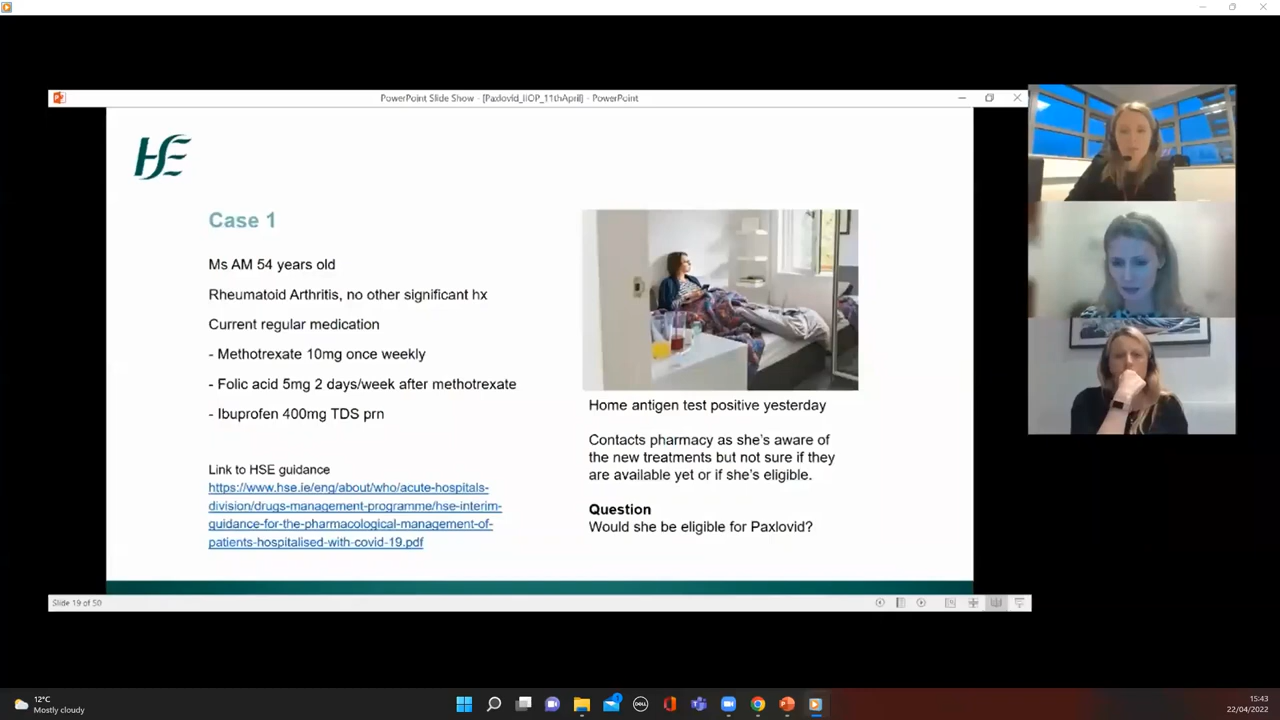 PowerPoint Slide Show - [Paxlovid_IIOP_11thApril] - PowerPoint
HSE
Case 1
Ms AM 54 years old
Rheumatoid Arthritis, no other significant hx
Current regular medication
- Methotrexate 10mg once weekly
- Folic acid 5mg 2 days/week after methotrexate
- Ibuprofen 400mg TDS prn
Link to HSE guidance
https://www.hse.ie/eng/about/who/acute-hospitals-
division/drugs-management-programme/hse-interim-
guidance-for-the-pharmacological-management-of-
patients-hospitalised-with-covid-19.pdf
Home antigen test positive yesterday
Contacts pharmacy as she's aware of
the new treatments but not sure if they
are available yet or if she's eligible.
Question
Would she be eligible for Paxlovid?
Slide 19 of 50
12°C
Mostly cloudy
DELL
15:43
22/04/2022